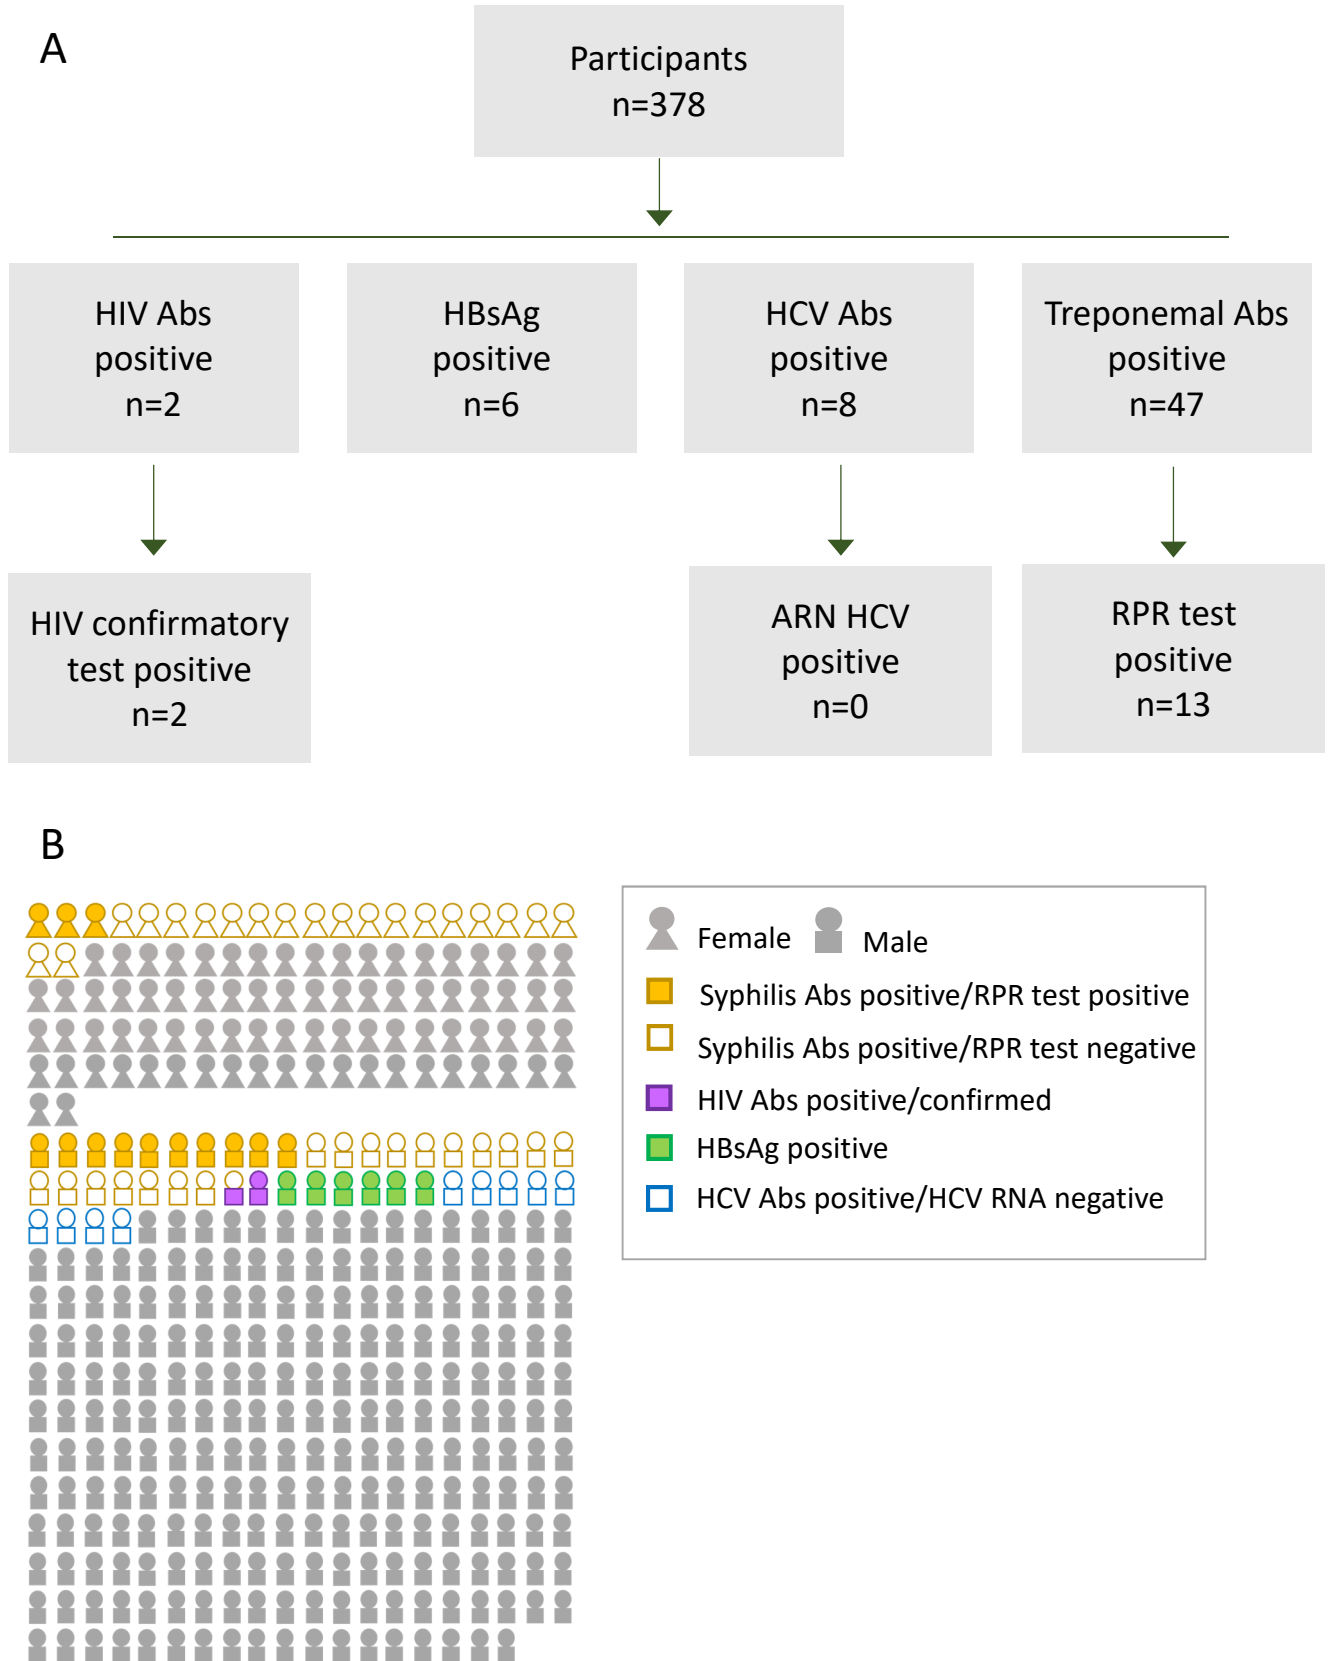 A
Participants
n=378
HIV Abs
positive
n=2
HBsAg
positive
n=6
HCV Abs
positive
n=8
Treponemal Abs
positive
n=47
HIV confirmatory
test positive
n=2
ARN HCV
positive
n=0
RPR test
positive
n=13
B
Female Male
Syphilis Abs positive/RPR test positive
Syphilis Abs positive/RPR test negative
HIV Abs positive/confirmed
HBsAg positive
HCV Abs positive/HCV RNA negative